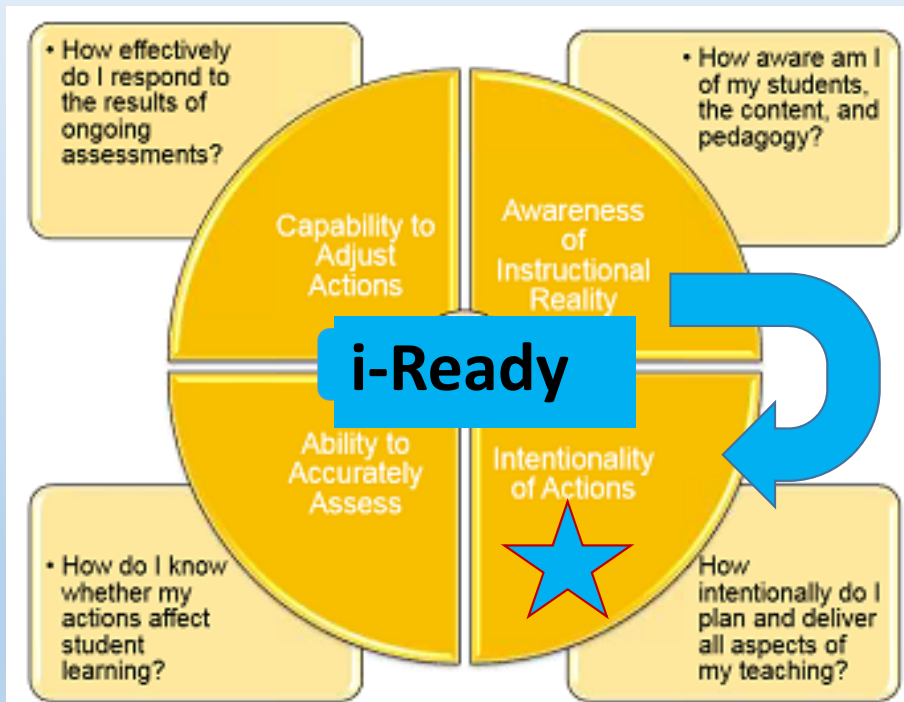 • How effectively
do I respond to
the results of
ongoing
assessments?
• How aware am I
of my students,
the content, and
pedagogy?
Capability to
Adjust
Actions
Awareness
of
Instructional
Reality
i-Ready
Ability to
Accurately
Assess
Intentionality
of Actions
• How do I know
whether my
actions affect
student
learning?
How
intentionally do I
plan and deliver
all aspects of
my teaching?